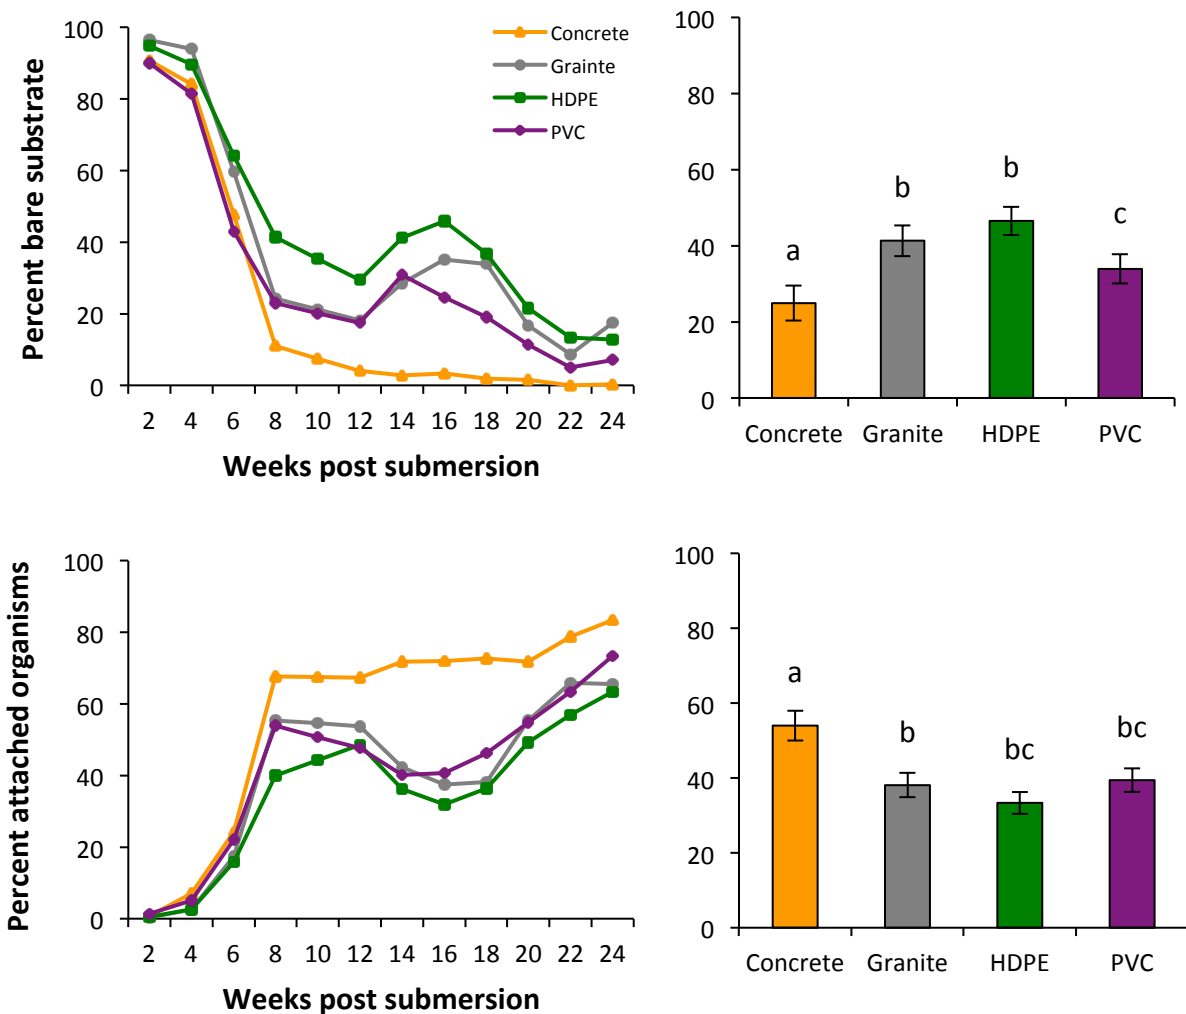 Percent bare substrate
100
80
60
40
20
0
2 4 6 8 10 12 14 16 18 20 22 24
Weeks post submersion
Concrete
Grainte
HDPE
PVC
100
80
60
40
20
0
a
b
b
c
Concrete Granite HDPE PVC
Percent attached organisms
100
80
60
40
20
0
2 4 6 8 10 12 14 16 18 20 22 24
Weeks post submersion
100
80
60
40
20
0
a
b
bc
bc
Concrete Granite HDPE PVC